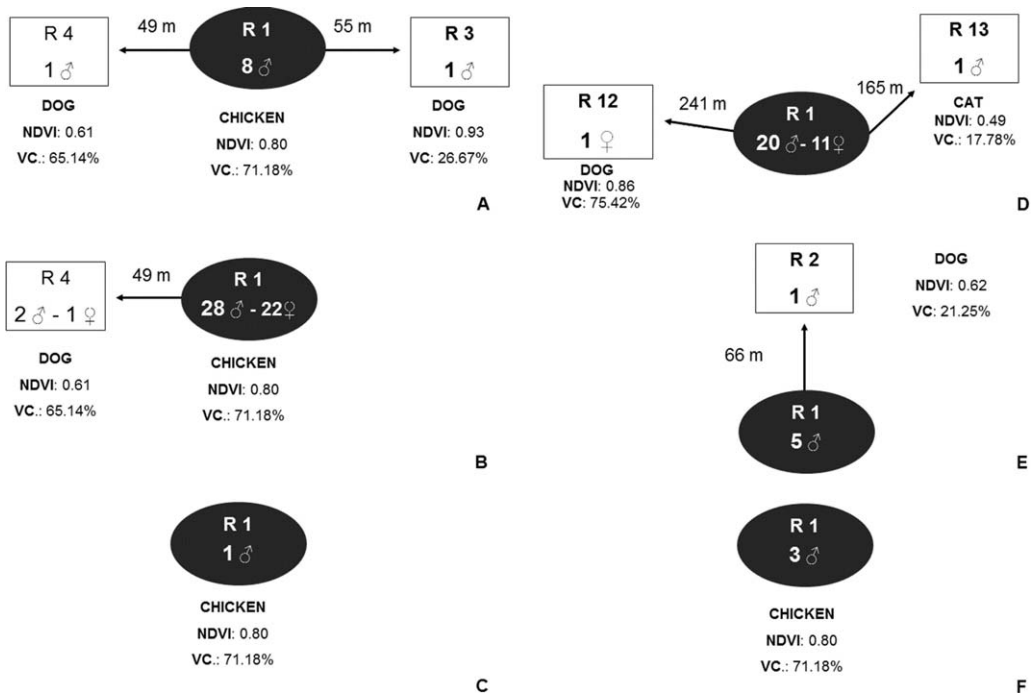 R 4
1 ♂
49 m
R 1
8 ♂
55 m
R 3
1 ♂
DOG
NDVI: 0.61
VC.: 65.14%
CHICKEN
NDVI: 0.80
VC.: 71.18%
DOG
NDVI: 0.93
VC.: 26.67%
A
R 12
1 ♀
241 m
R 1
20 ♂- 11♀
165 m
R 13
1 ♂
DOG
NDVI: 0.86
VC: 75.42%
CAT
NDVI: 0.49
VC.: 17.78%
D
R 4
2 ♂ - 1 ♀
49 m
R 1
28 ♂ - 22♀
DOG
NDVI: 0.61
VC.: 65.14%
CHICKEN
NDVI: 0.80
VC.: 71.18%
B
R 2
1 ♂
DOG
NDVI: 0.62
VC: 21.25%
66 m
R 1
5 ♂
E
R 1
1 ♂
CHICKEN
NDVI: 0.80
VC.: 71.18%
C
R 1
3 ♂
CHICKEN
NDVI: 0.80
VC.: 71.18%
F